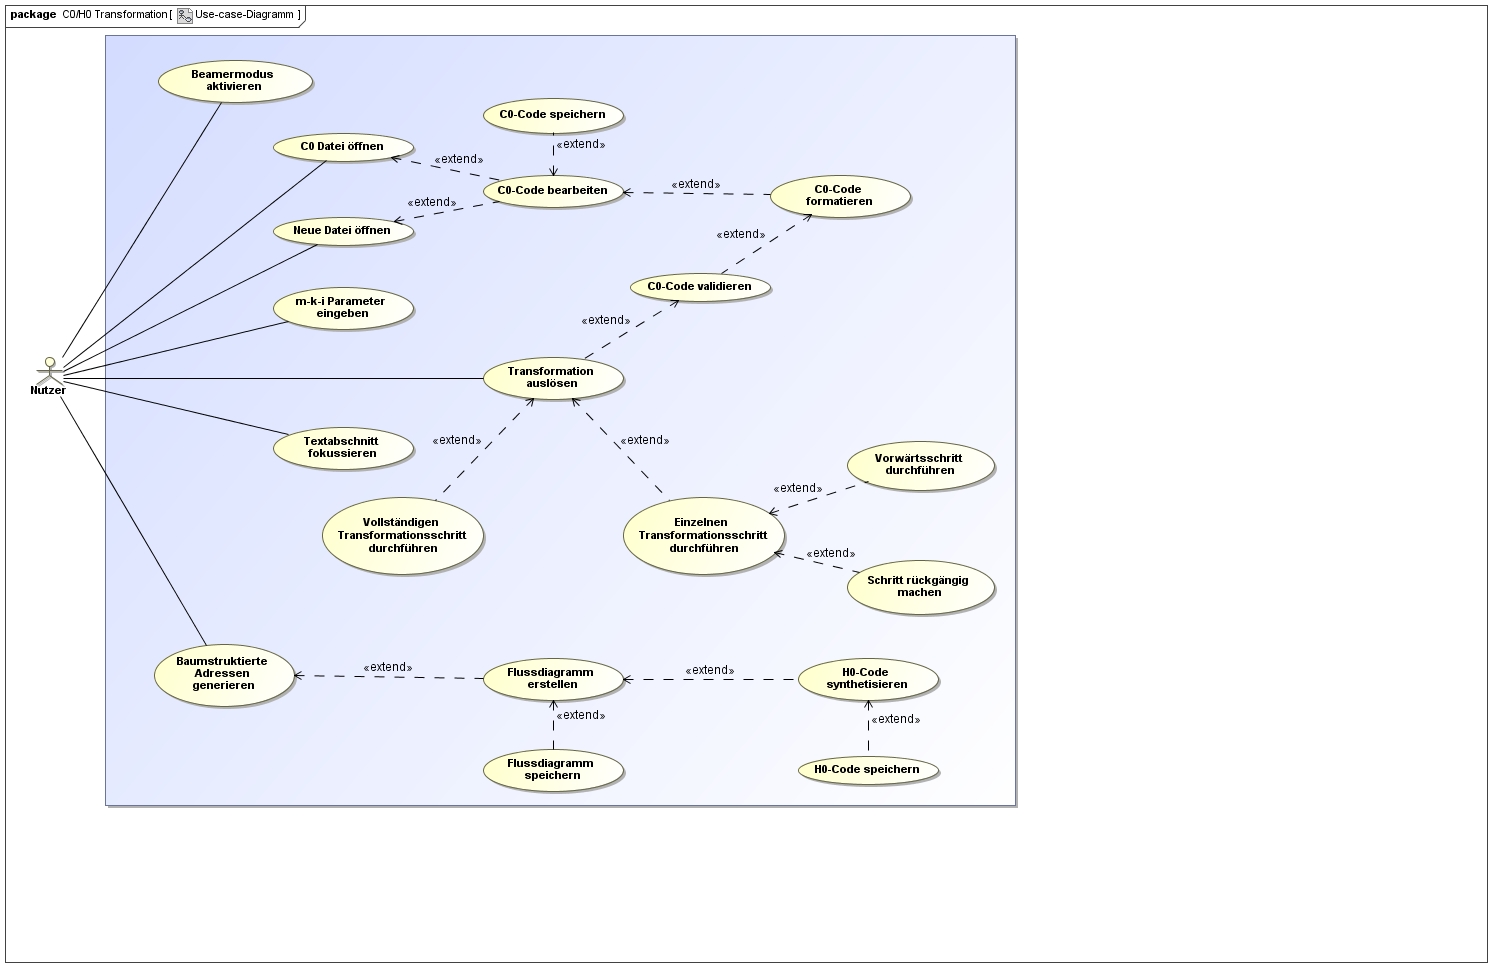 package C0/H0 Transformation [ Use-case-Diagramm ]
Beamermodus
aktivieren
C0-Code speichern
«extend»
C0 Datei öffnen
«extend»
C0-Code bearbeiten
«extend»
C0-Code
formatieren
«extend»
Neue Datei öffnen
«extend»
C0-Code validieren
m-k-i Parameter
eingeben
«extend»
Nutzer
Transformation
auslösen
Textabschnitt
fokussieren
«extend»
«extend»
Vorwärtsschritt
durchführen
«extend»
Vollständigen
Transformationsschritt
durchführen
Einzelnen
Transformationsschritt
durchführen
«extend»
Schritt rückgängig
machen
Baumstruktierte
Adressen
generieren
«extend»
Flussdiagramm
erstellen
«extend»
H0-Code
synthetisieren
«extend»
«extend»
Flussdiagramm
speichern
H0-Code speichern